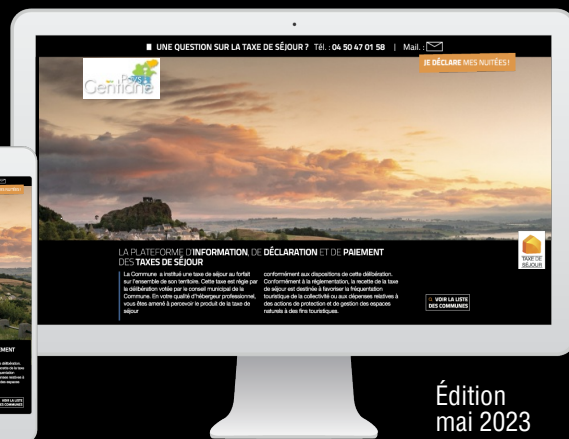 UNE QUESTION SUR LA TAXE DE SÉJOUR ? Tél. : 04 50 47 01 58 | Mail. :
JE DÉCLARE MES NUITÉES !
Pays
Gentiane
LA PLATEFORME D'INFORMATION, DE DÉCLARATION ET DE PAIEMENT
DES TAXES DE SÉJOUR
La Commune a institué une taxe de séjour au forfait
sur l'ensemble de son territoire. Cette taxe est régie par
la délibération votée par le conseil municipal de la
Commune. En votre qualité d'hébergeur professionnel,
vous êtes amené à percevoir le produit de la taxe de
séjour
conformément aux dispositions de cette délibération.
Conformément à la réglementation, la recette de la taxe
de séjour est destinée à favoriser la fréquentation
touristique de la collectivité ou aux dépenses relatives à
des actions de protection et de gestion des espaces
naturels à des fins touristiques.
TAXE DE
SÉJOUR
VOIR LA LISTE
DES COMMUNES
VOIR LA LISTE
DES COMMUNES
Édition
mai 2023